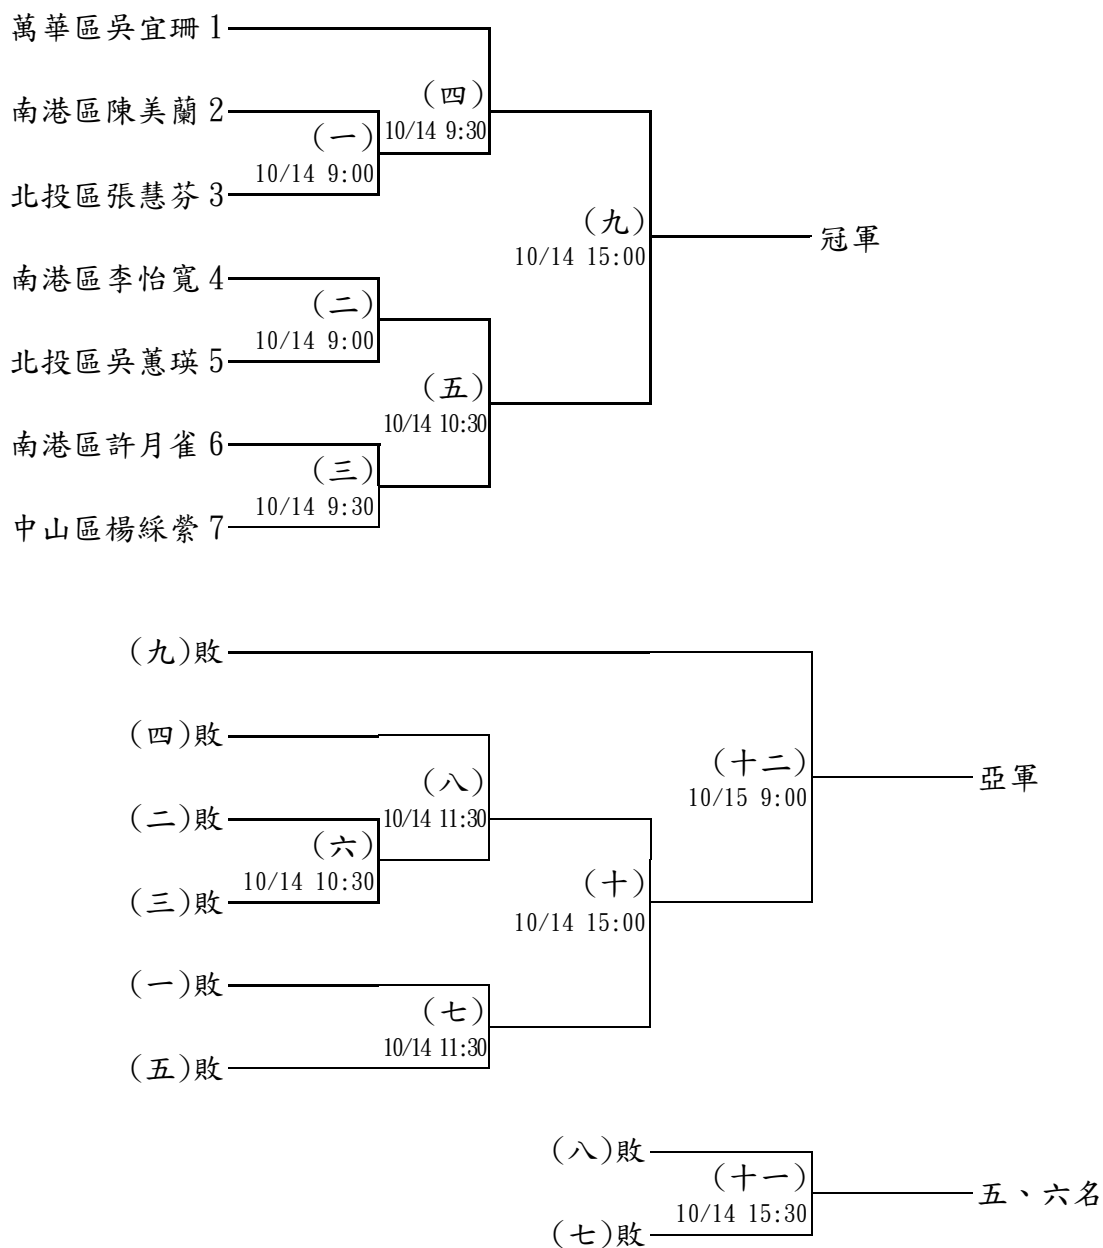 萬華區吳宜珊 1
南港區陳美蘭 2
(四)
10/14 9:30
(一)
10/14 9:00
北投區張慧芬 3
(九)
10/14 15:00
冠軍
南港區李怡寬 4
(二)
10/14 9:00
北投區吳蕙瑛 5
(五)
10/14 10:30
南港區許月雀 6
(三)
10/14 9:30
中山區楊綵縈 7
(九)敗
(四)敗
(八)
10/14 11:30
(十二)
10/15 9:00
亞軍
(二)敗
(六)
10/14 10:30
(三)敗
(十)
10/14 15:00
(一)敗
(七)
10/14 11:30
(五)敗
(八)敗
(十一)
10/14 15:30
五、六名
(七)敗